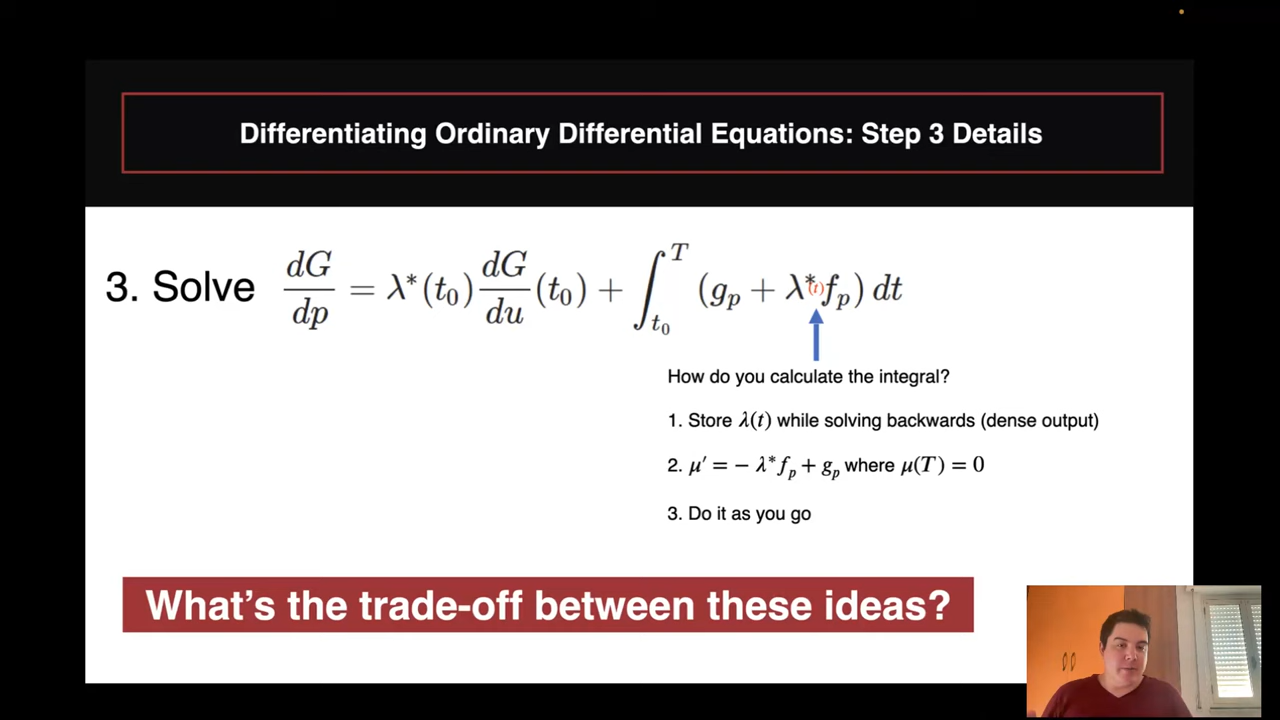 Differentiating Ordinary Differential Equations: Step 3 Details
3. Solve dG/dp = λ*(t₀) dG/du (t₀) + ∫_{t₀}^{T} (g_p + λ*(t) f_p) dt
How do you calculate the integral?
1. Store λ(t) while solving backwards (dense output)
2. μ′ = − λ*f_p + g_p where μ(T) = 0
3. Do it as you go
What's the trade-off between these ideas?